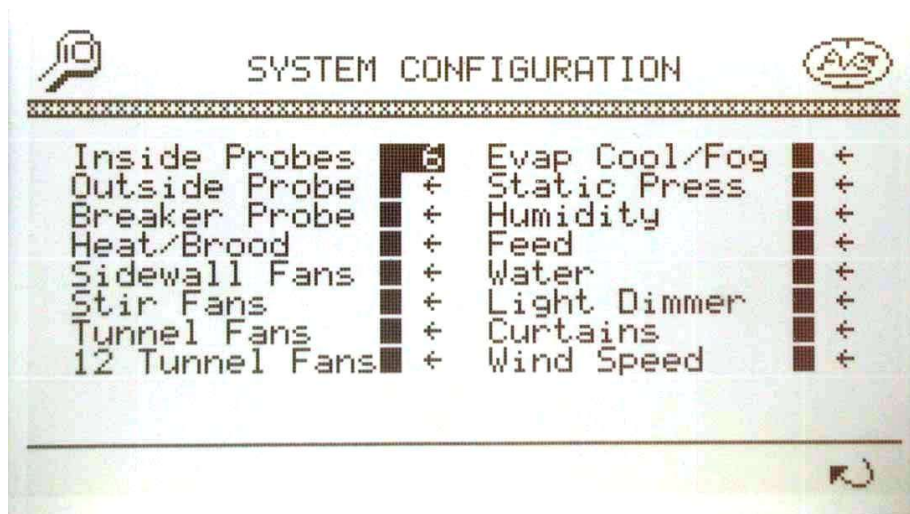 SYSTEM CONFIGURATION
AVS
Inside Probes 6
Outside Probe ←
Breaker Probe ←
Heat/Brood ←
Sidewall Fans ←
Stir Fans ←
Tunnel Fans ←
12 Tunnel Fans ←
Evap Cool/Fog ←
Static Press ←
Humidity ←
Feed ←
Water ←
Light Dimmer ←
Curtains ←
Wind Speed ←